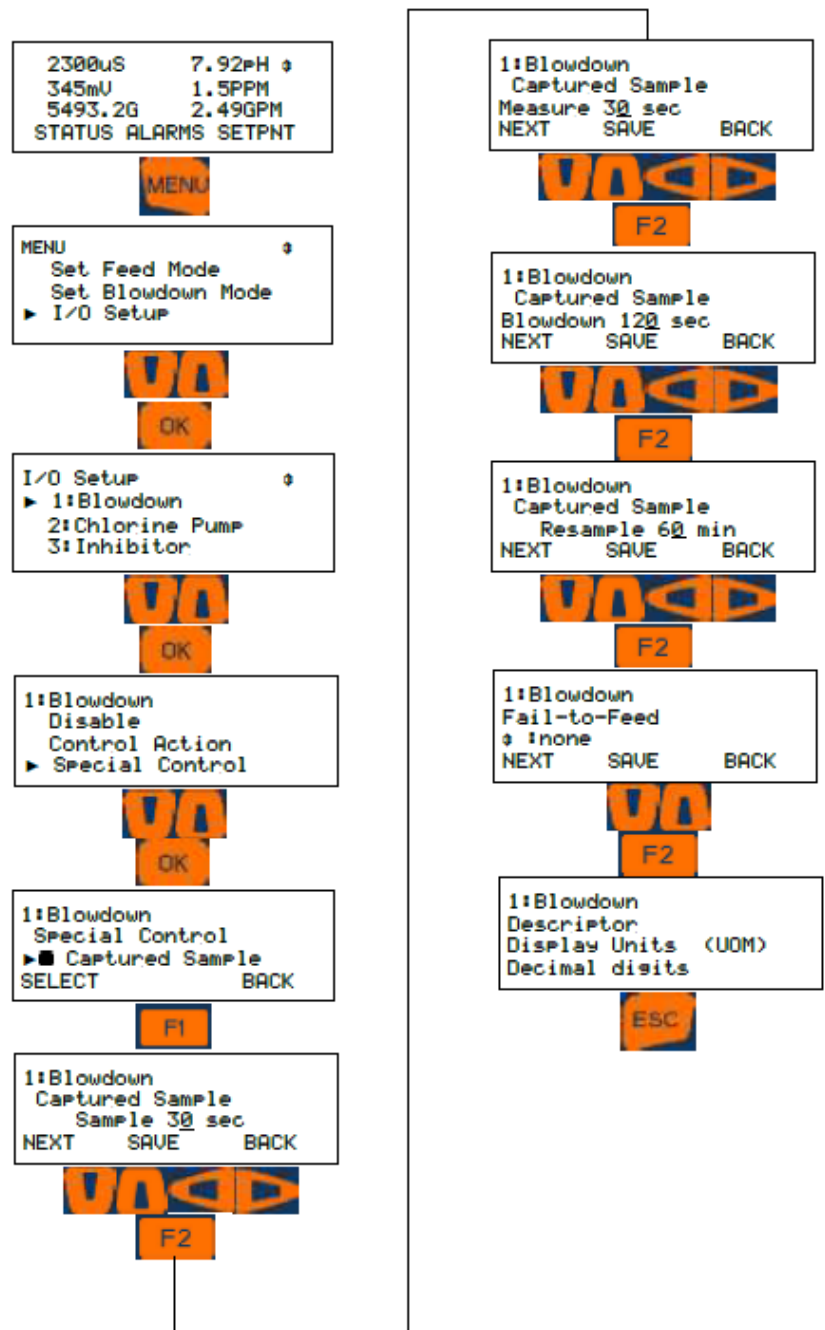 2300uS 7.92pH
345mV 1.5PPM
5493.2G 2.49GPM
STATUS ALARMS SETPNT
MENU
MENU
Set Feed Mode
Set Blowdown Mode
► I/O Setup
OK
I/O Setup
► 1:Blowdown
2:Chlorine Pump
3:Inhibitor
OK
1:Blowdown
Disable
Control Action
► Special Control
OK
1:Blowdown
Special Control
►■ Captured Sample
SELECT BACK
F1
1:Blowdown
Captured Sample
Sample 30 sec
NEXT SAVE BACK
F2
1:Blowdown
Captured Sample
Measure 30 sec
NEXT SAVE BACK
F2
1:Blowdown
Captured Sample
Blowdown 120 sec
NEXT SAVE BACK
F2
1:Blowdown
Captured Sample
Resample 60 min
NEXT SAVE BACK
F2
1:Blowdown
Fail-to-Feed
:none
NEXT SAVE BACK
F2
1:Blowdown
Descriptor
Display Units (UOM)
Decimal digits
ESC